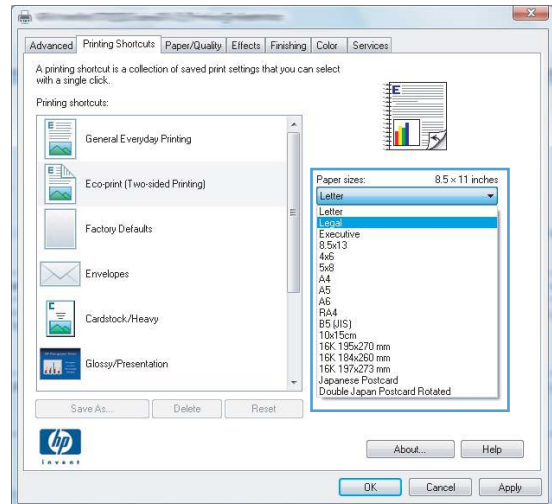 Advanced Printing Shortcuts Paper/Quality Effects Finishing Color Services
A printing shortcut is a collection of saved print settings that you can select
with a single click.
Printing shortcuts:
General Everyday Printing
Eco-print (Two-sided Printing)
Factory Defaults
Envelopes
Cardstock/Heavy
Glossy/Presentation
Save As... Delete Reset
E
Paper sizes: 8.5 × 11 inches
Letter
Letter
Legal
Executive
8.5x13
4x6
5x8
A4
A5
A6
RA4
B5 (JIS)
10x15cm
16K 195x270 mm
16K 184x260 mm
16K 197x273 mm
Japanese Postcard
Double Japan Postcard Rotated
hp
invent
About... Help
OK Cancel Apply